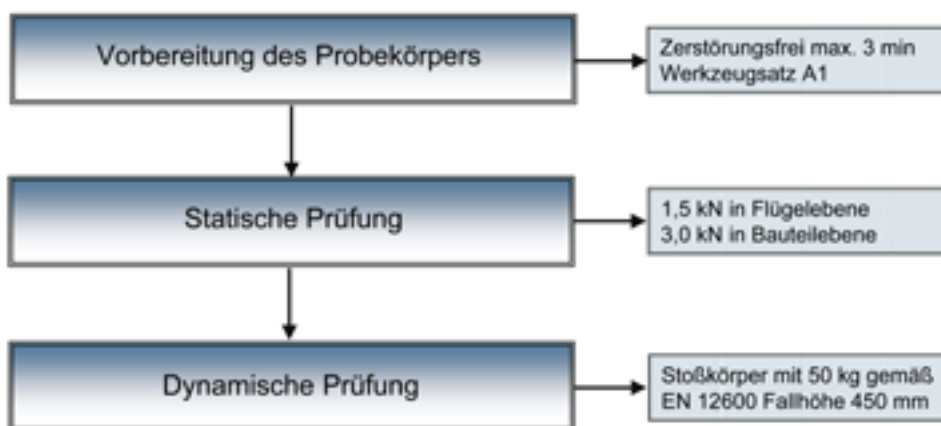 Vorbereitung des Probekörpers
Zerstörungsfrei max. 3 min
Werkzeugsatz A1
Statische Prüfung
1,5 kN in Flügelebene
3,0 kN in Bauteilebene
Dynamische Prüfung
Stoßkörper mit 50 kg gemäß
EN 12600 Fallhöhe 450 mm